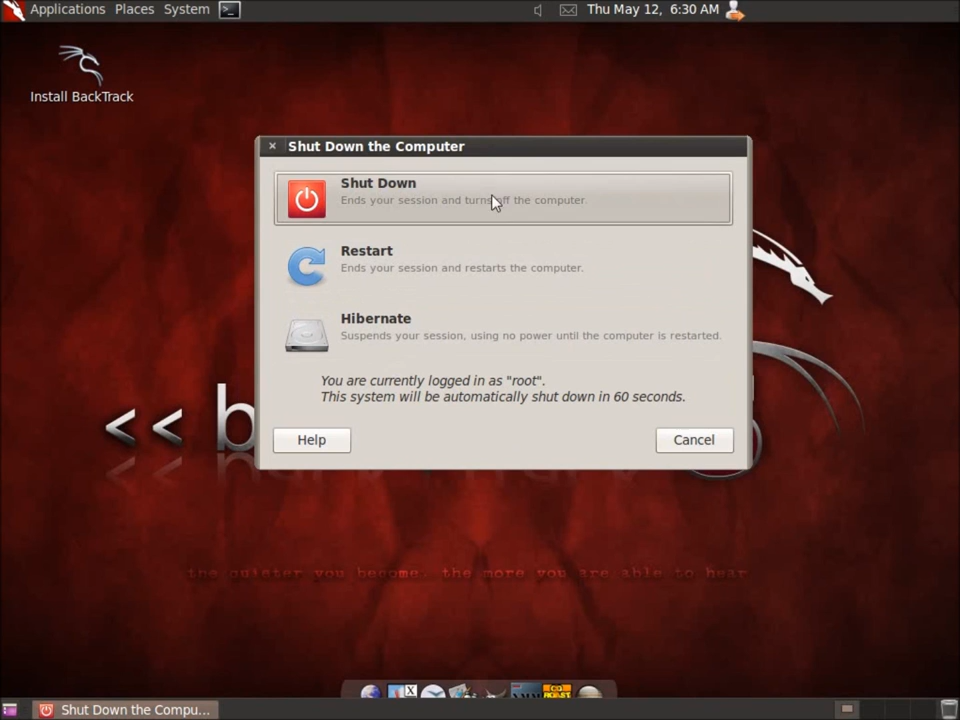 Applications Places System
Thu May 12, 6:30 AM
Install BackTrack
Shut Down the Computer
Shut Down
Ends your session and turns off the computer.
Restart
Ends your session and restarts the computer.
Hibernate
Suspends your session, using no power until the computer is restarted.
You are currently logged in as "root".
This system will be automatically shut down in 60 seconds.
Help
Cancel
<< b
the quieter you become, the more you are able to hear
Shut Down the Compu...